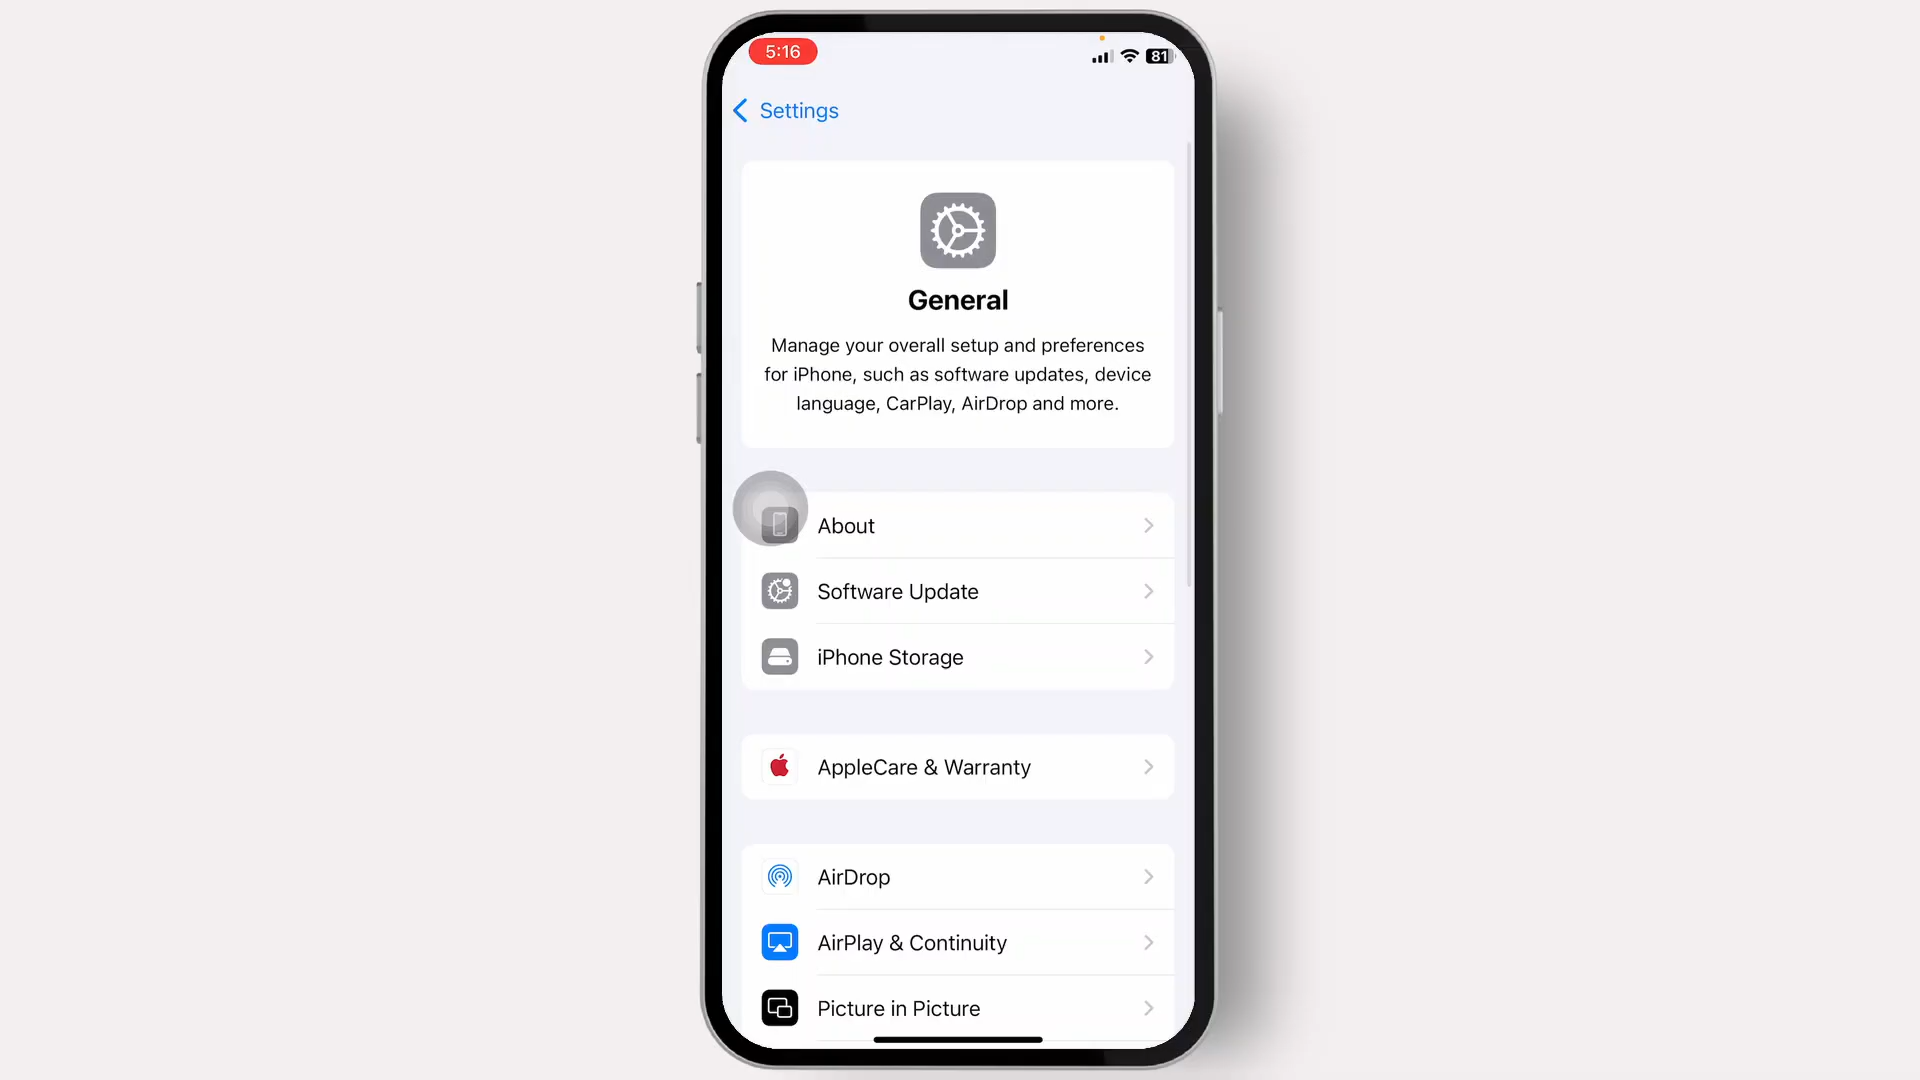 5:16
81
Settings
General
Manage your overall setup and preferences
for iPhone, such as software updates, device
language, CarPlay, AirDrop and more.
About
Software Update
iPhone Storage
AppleCare & Warranty
AirDrop
AirPlay & Continuity
Picture in Picture